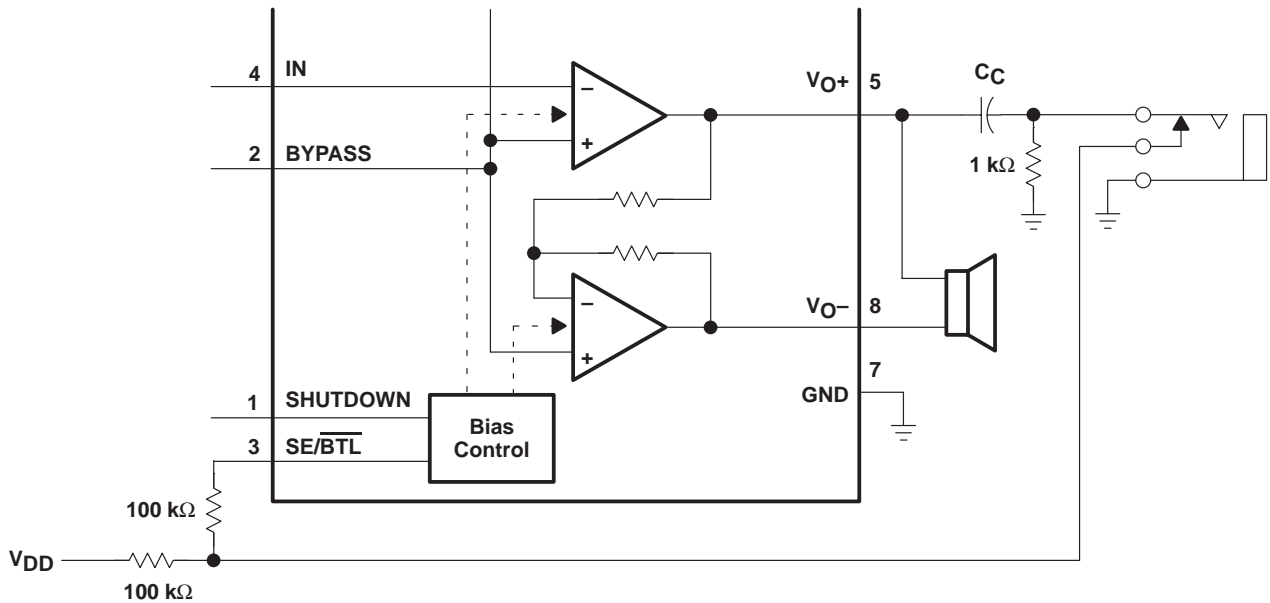 4 IN
2 BYPASS
−
+
VO+ 5
CC
1 kΩ
−
+
VO− 8
7
GND
1 SHUTDOWN
3 SE/BTL
Bias
Control
100 kΩ
VDD
100 kΩ